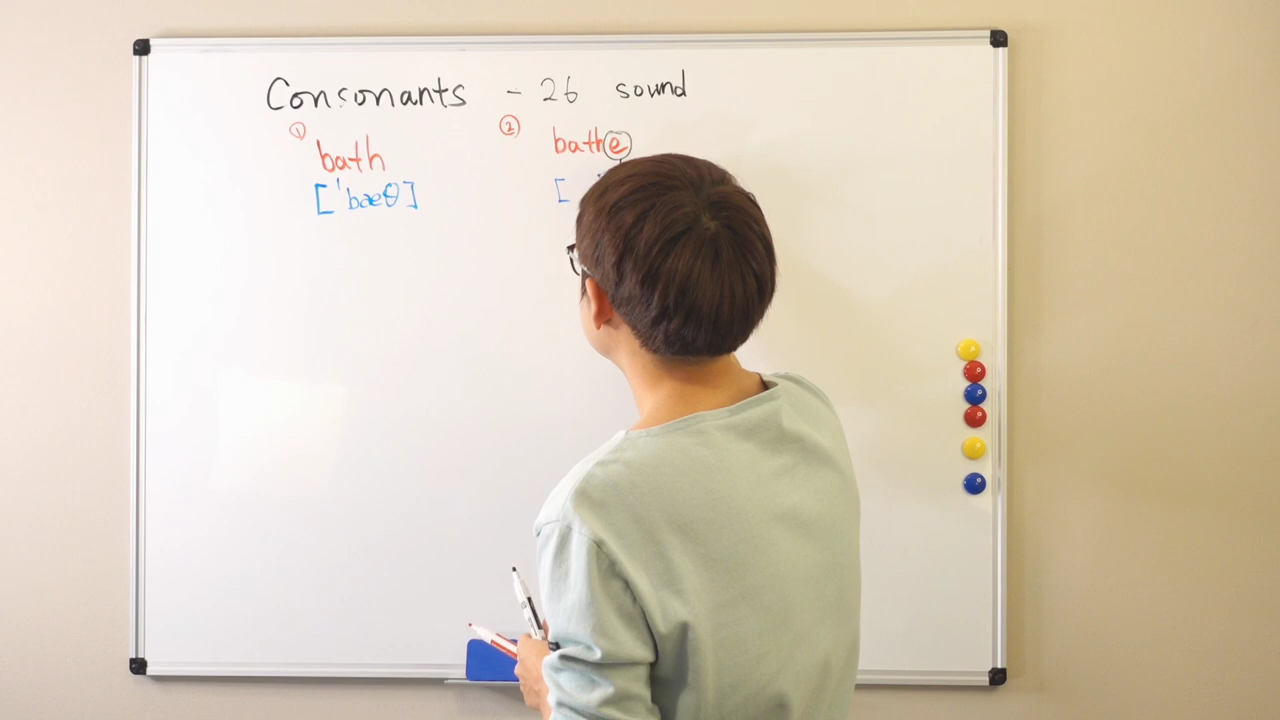 Consonants - 26 sound
① bath
['bæθ]
② bathe
[